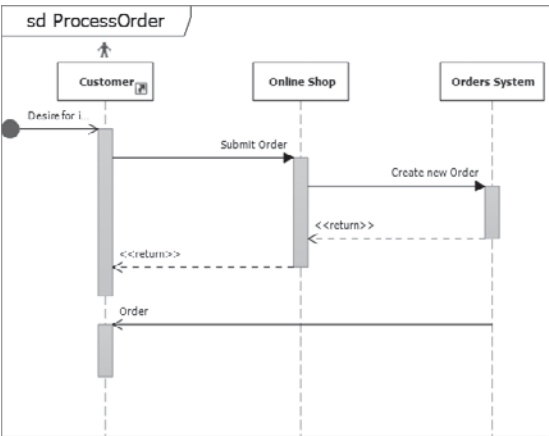 sd ProcessOrder
Customer
Online Shop
Orders System
Desire for i...
Submit Order
Create new Order
<<return>>
<<return>>
Order